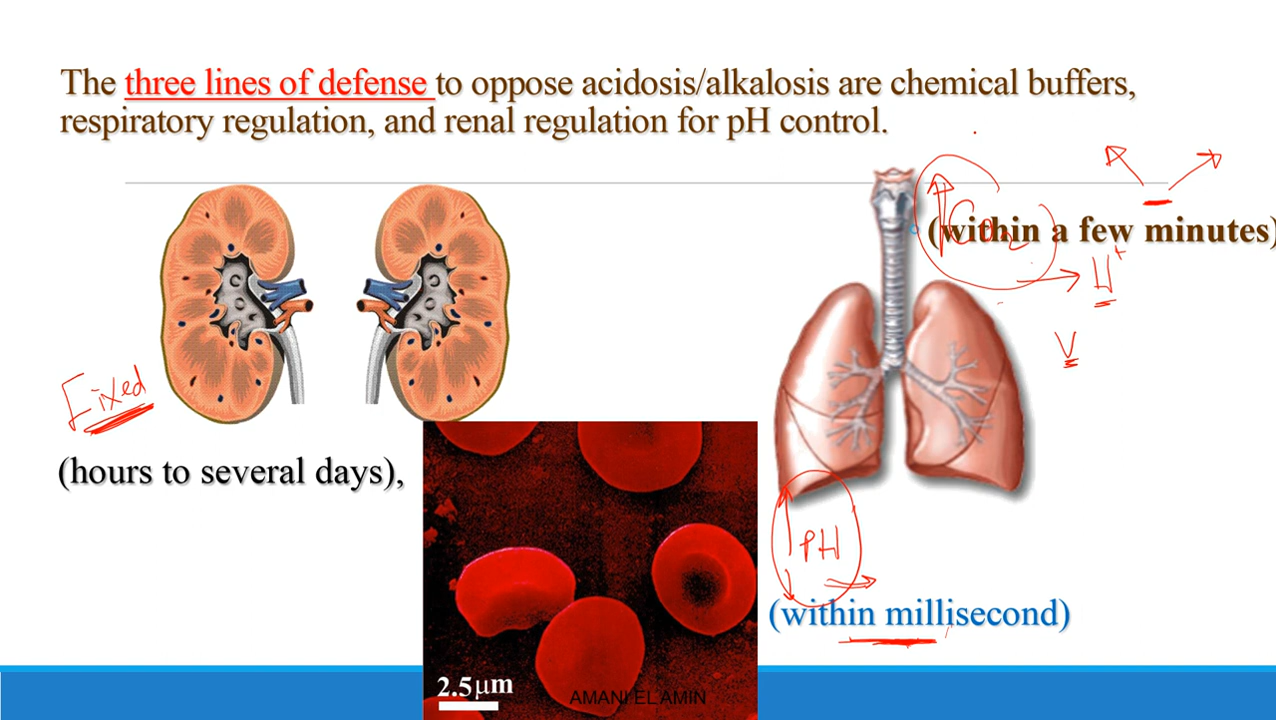 The three lines of defense to oppose acidosis/alkalosis are chemical buffers,
respiratory regulation, and renal regulation for pH control.
(within a few minutes)
CO₂
H⁺
V
Fixed
(hours to several days),
PH
(within millisecond)
2.5µm
AMANI EL AMIN